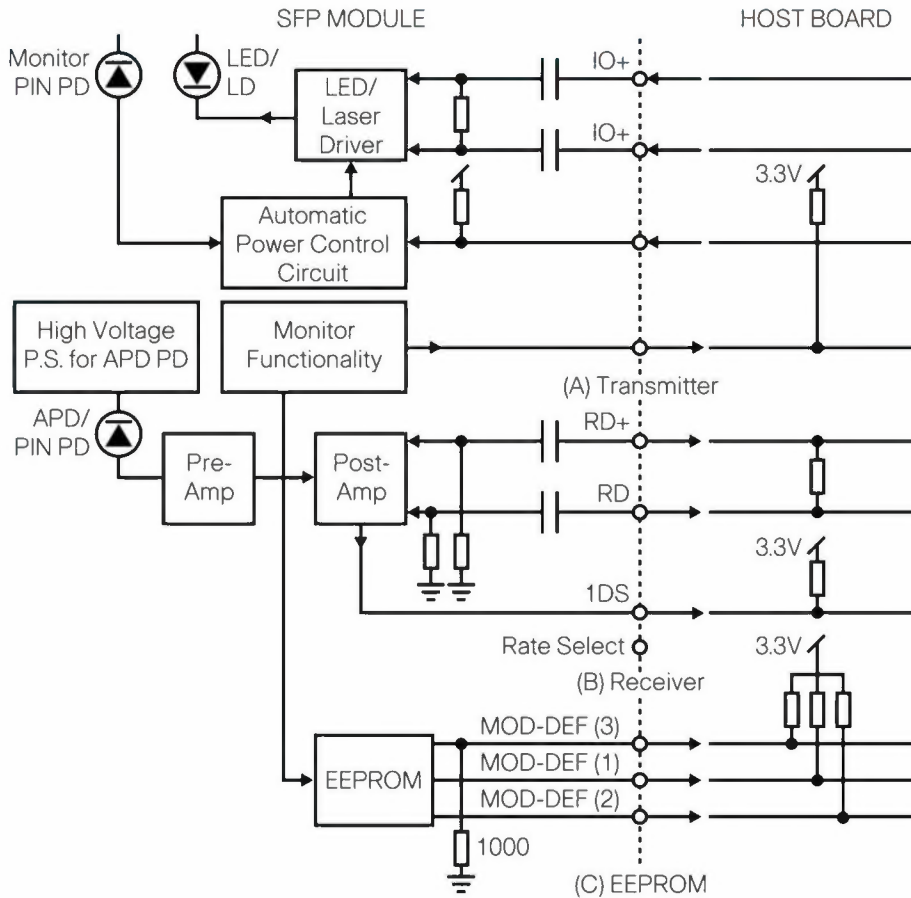 SFP MODULE
HOST BOARD
Monitor
PIN PD
LED/
LD
LED/
Laser
Driver
IO+
IO+
3.3V
Automatic
Power Control
Circuit
High Voltage
P.S. for APD PD
Monitor
Functionality
(A) Transmitter
APD/
PIN PD
Pre-
Amp
Post-
Amp
RD+
RD
3.3V
1DS
Rate Select
3.3V
(B) Receiver
EEPROM
MOD-DEF (3)
MOD-DEF (1)
MOD-DEF (2)
1000
(C) EEPROM